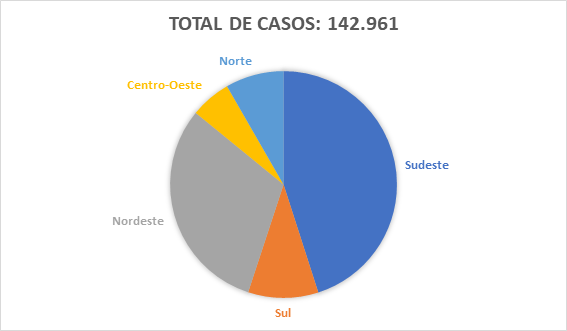 TOTAL DE CASOS: 142.961
Norte
Centro-Oeste
Sudeste
Nordeste
Sul